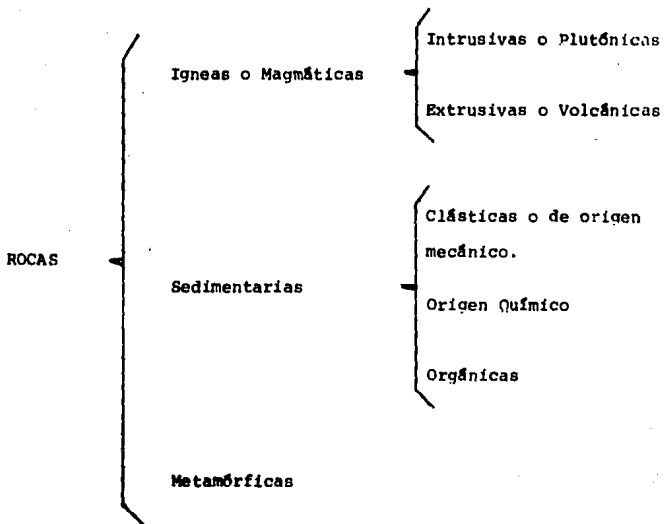 Intrusivas o Plutónicas
Igneas o Magmáticas
Extrusivas o Volcánicas
Clásticas o de origen
mecánico.
ROCAS
Sedimentarias
Origen Químico
Orgánicas
Metamórficas